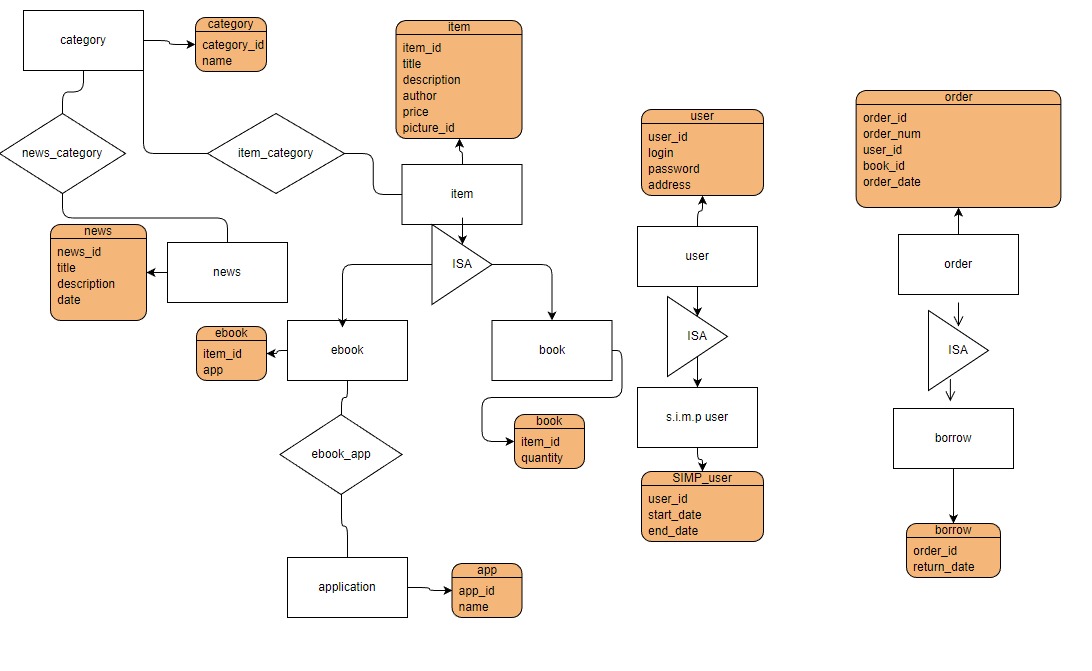 category
category
category_id
name
item
item_id
title
description
author
price
picture_id
user
user_id
login
password
address
order
order_id
order_num
user_id
book_id
order_date
news_category
item_category
item
news
news_id
title
description
date
news
ISA
user
order
ebook
item_id
app
ebook
book
ISA
ISA
book
item_id
quantity
s.i.m.p user
borrow
ebook_app
SIMP_user
user_id
start_date
end_date
borrow
order_id
return_date
application
app
app_id
name